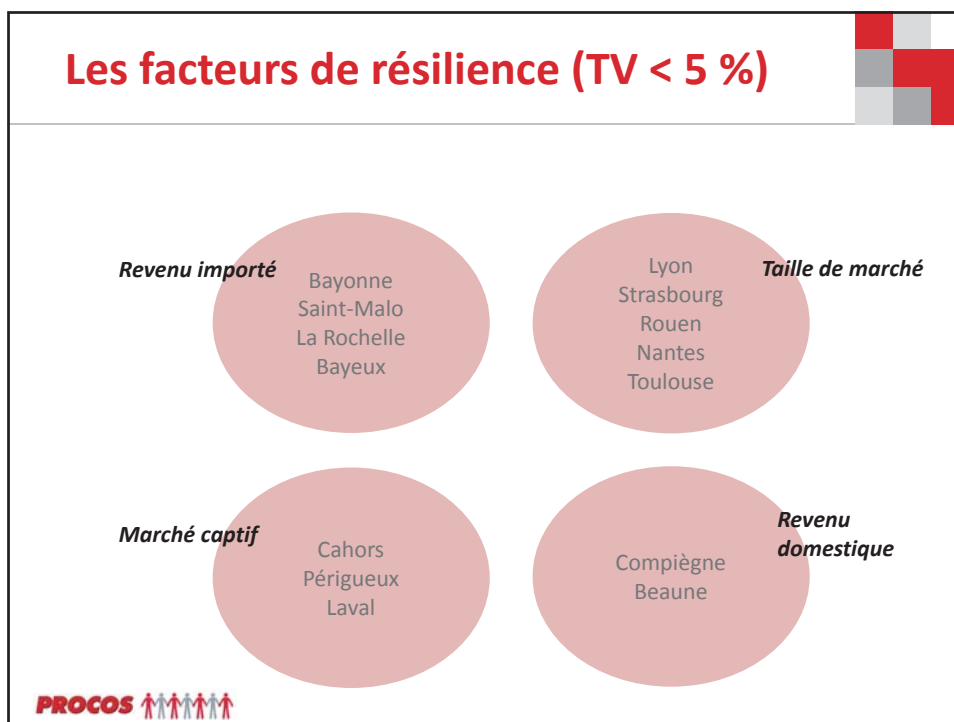 Les facteurs de résilience (TV < 5 %)
Revenu importé
Bayonne
Saint-Malo
La Rochelle
Bayeux
Lyon
Strasbourg
Rouen
Nantes
Toulouse
Taille de marché
Marché captif
Cahors
Périgueux
Laval
Compiègne
Beaune
Revenu
domestique
PROCOS